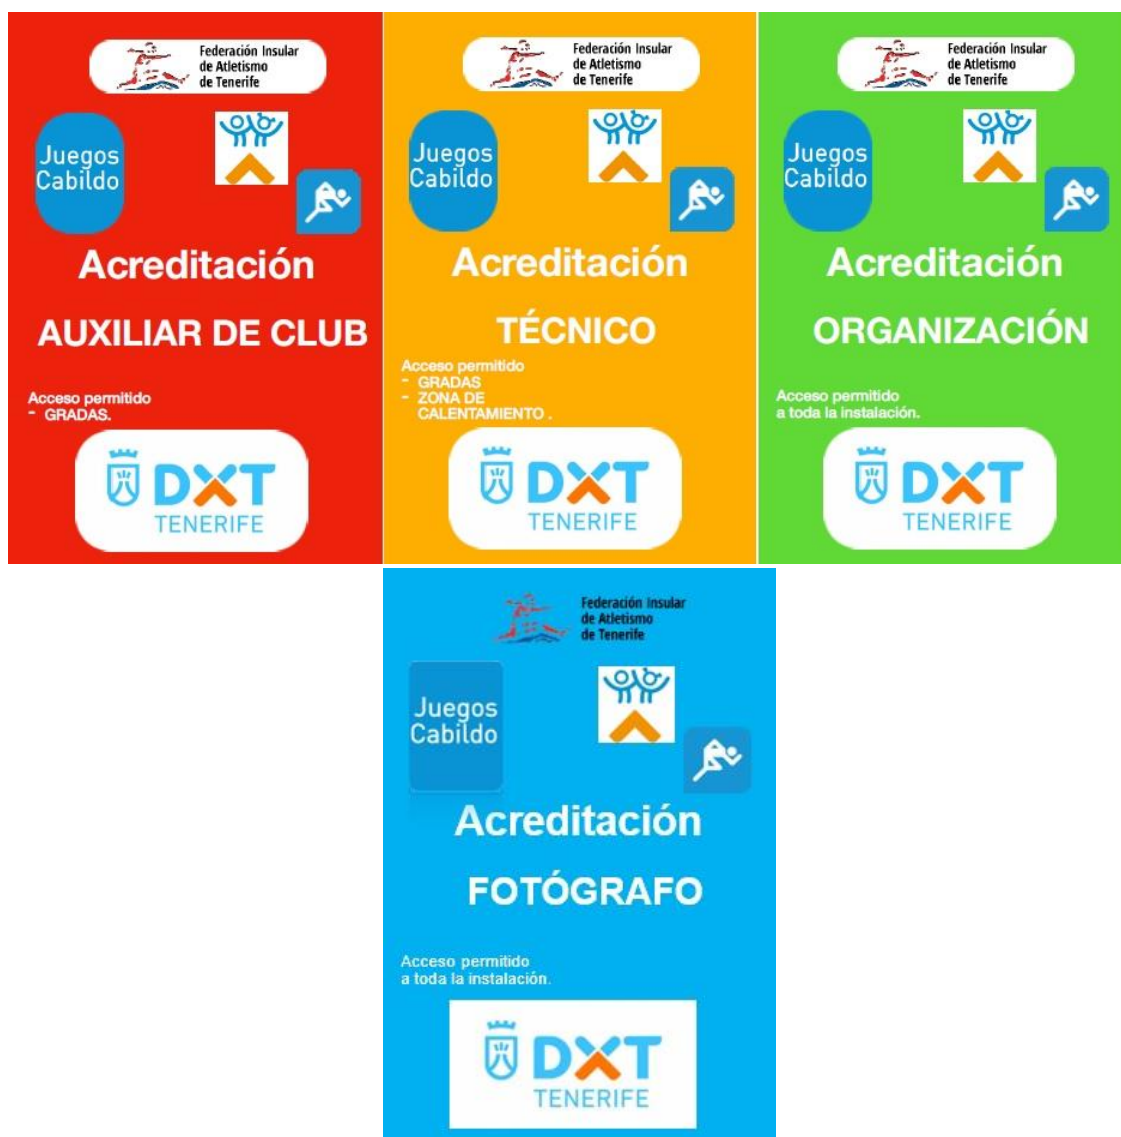 Federación Insular
de Atletismo
de Tenerife
Juegos
Cabildo
Acreditación
AUXILIAR DE CLUB
Acceso permitido
- GRADAS.
DXT
TENERIFE
Federación Insular
de Atletismo
de Tenerife
Juegos
Cabildo
Acreditación
TÉCNICO
Acceso permitido
- GRADAS
- ZONA DE
CALENTAMIENTO .
DXT
TENERIFE
Federación Insular
de Atletismo
de Tenerife
Juegos
Cabildo
Acreditación
ORGANIZACIÓN
Acceso permitido
a toda la instalación.
DXT
TENERIFE
Federación Insular
de Atletismo
de Tenerife
Juegos
Cabildo
Acreditación
FOTÓGRAFO
Acceso permitido
a toda la instalación.
DXT
TENERIFE